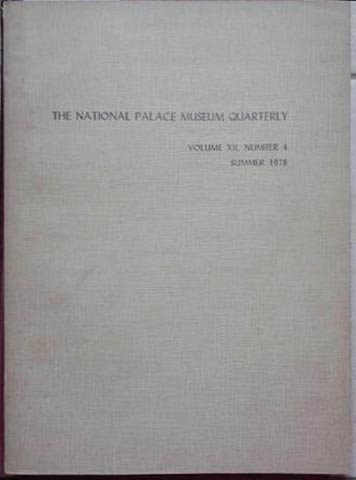 THE NATIONAL PALACE MUSEUM QUARTERLY
VOLUME XII, NUMBER 4
SUMMER 1978